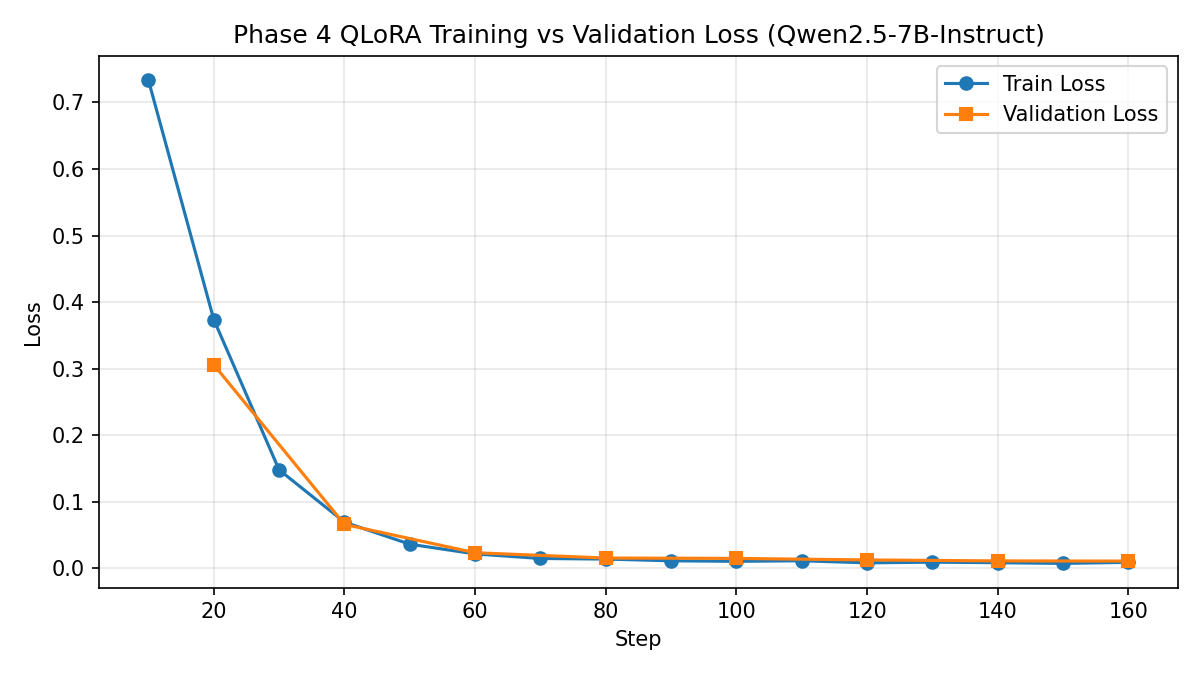 Phase 4 QLoRA Training vs Validation Loss (Qwen2.5-7B-Instruct)
Train Loss
Validation Loss
0.7
0.6
0.5
0.4
0.3
0.2
0.1
0.0
Loss
20 40 60 80 100 120 140 160
Step